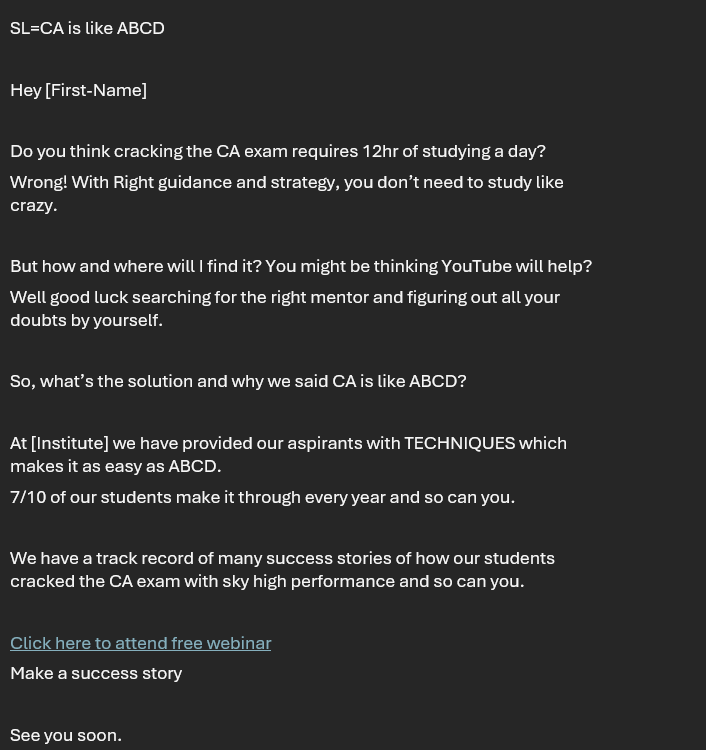 SL=CA is like ABCD
Hey [First-Name]
Do you think cracking the CA exam requires 12hr of studying a day?
Wrong! With Right guidance and strategy, you don’t need to study like
crazy.
But how and where will I find it? You might be thinking YouTube will help?
Well good luck searching for the right mentor and figuring out all your
doubts by yourself.
So, what’s the solution and why we said CA is like ABCD?
At [Institute] we have provided our aspirants with TECHNIQUES which
makes it as easy as ABCD.
7/10 of our students make it through every year and so can you.
We have a track record of many success stories of how our students
cracked the CA exam with sky high performance and so can you.
Click here to attend free webinar
Make a success story
See you soon.